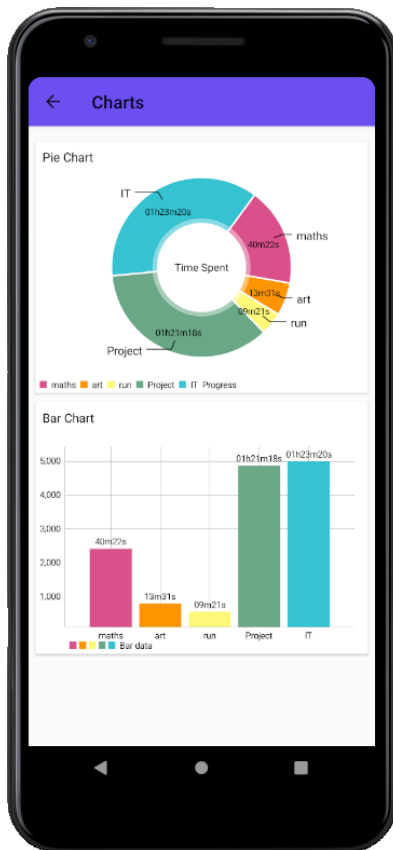 Charts
Pie Chart
IT
01h23m20s
maths
40m22s
Time Spent
13m31s
art
09m21s
run
01h21m18s
Project
maths art run Project IT Progress
Bar Chart
01h21m18s 01h23m20s
5,000
4,000
3,000
40m22s
2,000
13m31s
1,000
09m21s
maths art run Project IT
Bar data